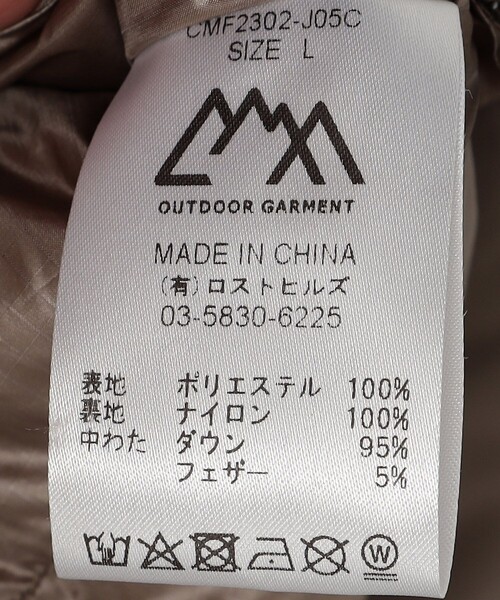 CMF2302-J05C
SIZE L
OUTDOOR GARMENT
MADE IN CHINA
(有)ロストヒルズ
03-5830-6225
表地 ポリエステル 100%
裏地 ナイロン 100%
中わた ダウン 95%
フェザー 5%
W